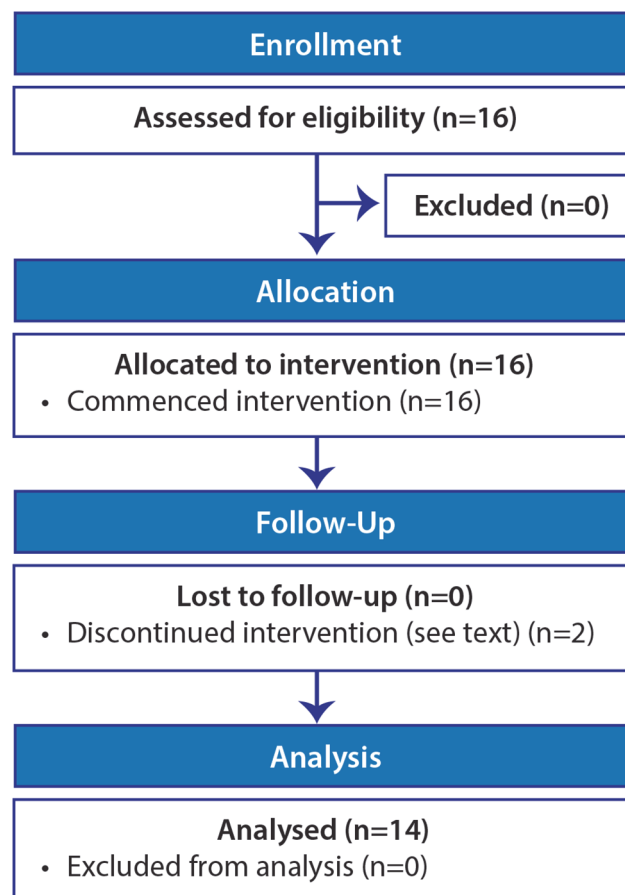 Enrollment
Assessed for eligibility (n=16)
Excluded (n=0)
Allocation
Allocated to intervention (n=16)
• Commenced intervention (n=16)
Follow-Up
Lost to follow-up (n=0)
• Discontinued intervention (see text) (n=2)
Analysis
Analysed (n=14)
• Excluded from analysis (n=0)